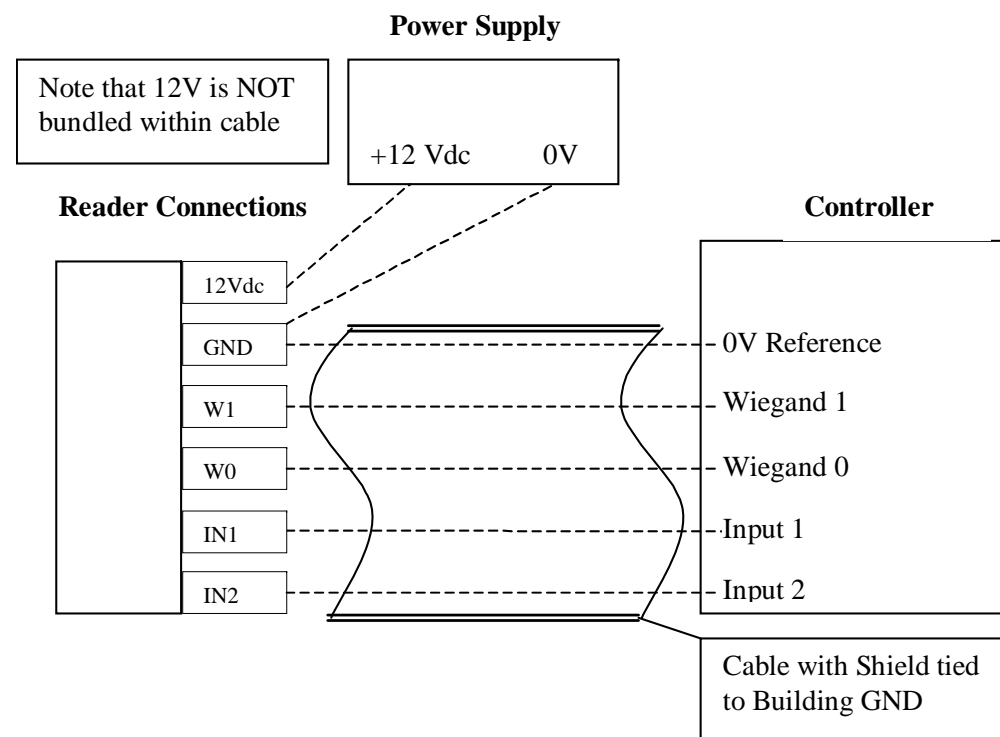 Power Supply
Note that 12V is NOT
bundled within cable
+12 Vdc 0V
Reader Connections
Controller
12Vdc
GND
0V Reference
W1
Wiegand 1
W0
Wiegand 0
IN1
Input 1
IN2
Input 2
Cable with Shield tied
to Building GND